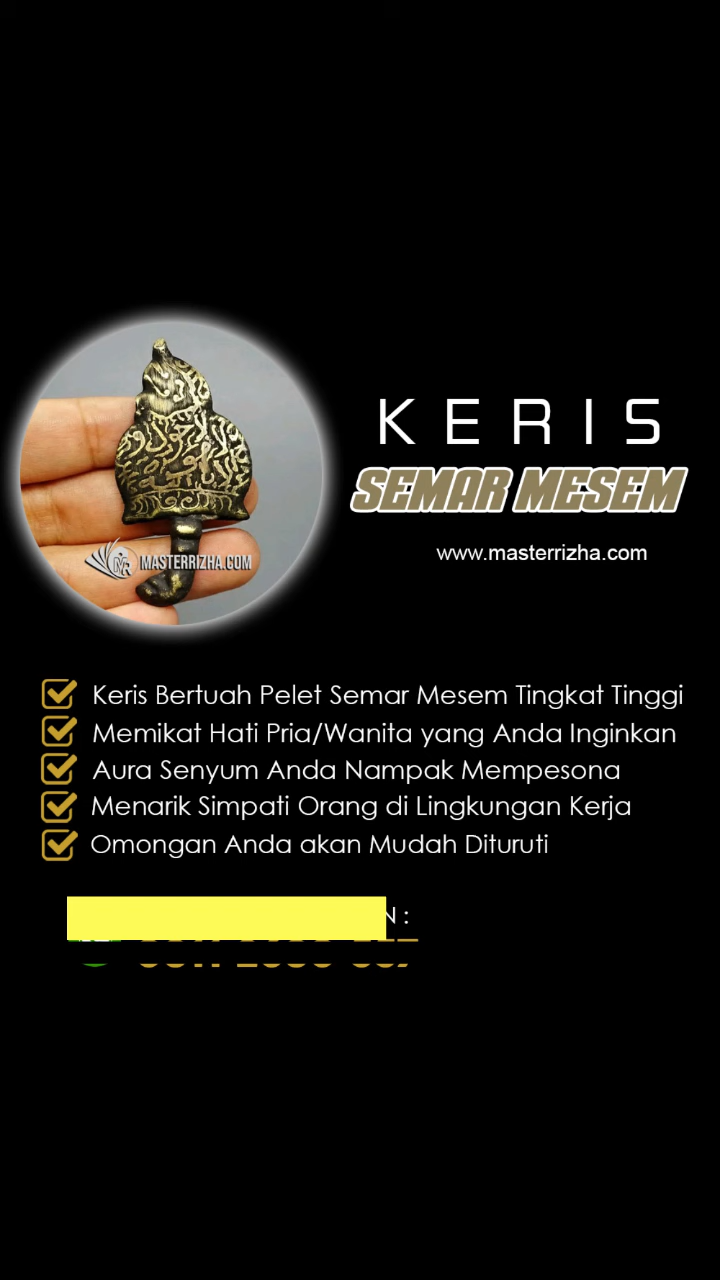 KERIS
SEMAR MESEM
www.masterrizha.com
MR
MASTERRIZHA.COM
Keris Bertuah Pelet Semar Mesem Tingkat Tinggi
Memikat Hati Pria/Wanita yang Anda Inginkan
Aura Senyum Anda Nampak Mempesona
Menarik Simpati Orang di Lingkungan Kerja
Omongan Anda akan Mudah Dituruti
N :